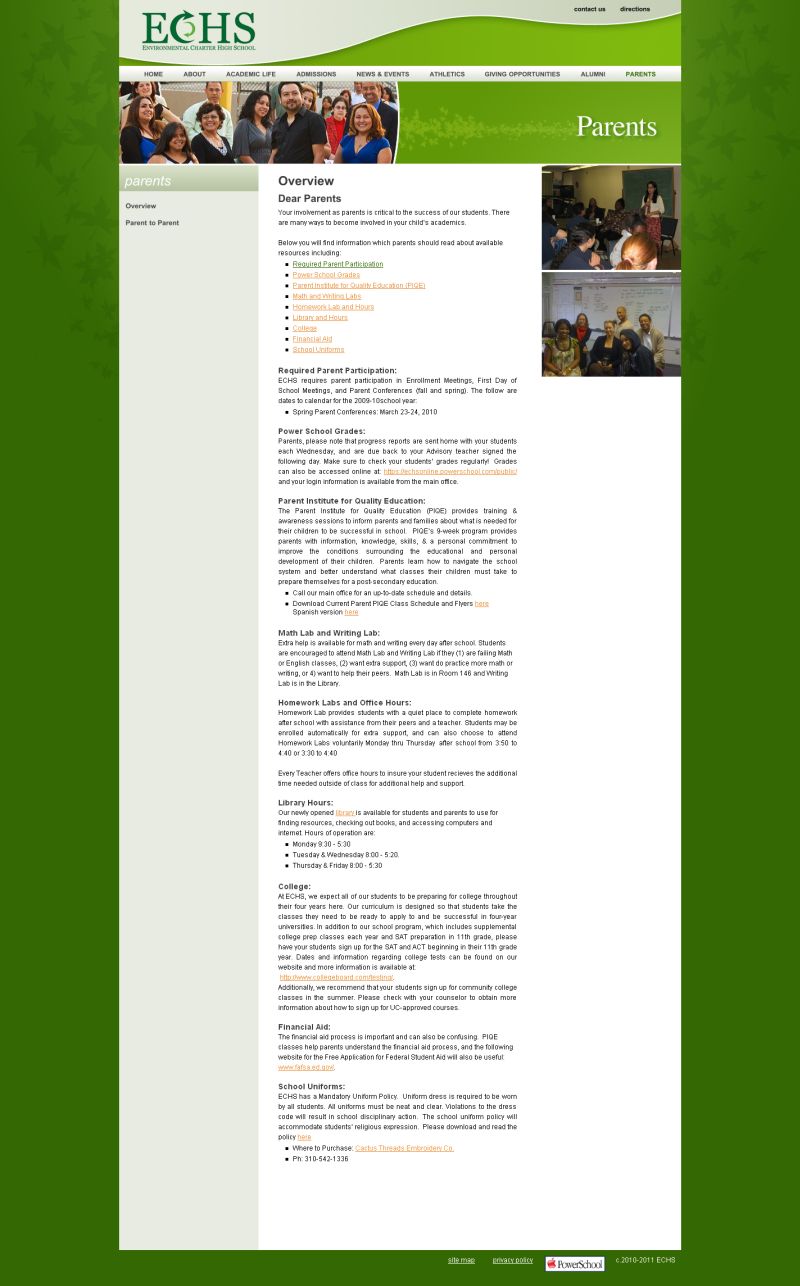 ECHS
ENVIRONMENTAL CHARTER HIGH SCHOOL
contact us directions
HOME ABOUT ACADEMIC LIFE ADMISSIONS NEWS & EVENTS ATHLETICS GIVING OPPORTUNITIES ALUMNI PARENTS
Parents
parents
Overview
Parent to Parent
Overview
Dear Parents
Your involvement as parents is critical to the success of our students. There
are many ways to become involved in your child's academics.
Below you will find information which parents should read about available
resources including:
Required Parent Participation
Power School Grades
Parent Institute for Quality Education (PIQE)
Math and Writing Labs
Homework Lab and Hours
Library and Hours
College
Financial Aid
School Uniforms
Required Parent Participation:
ECHS requires parent participation in Enrollment Meetings, First Day of
School Meetings, and Parent Conferences (fall and spring). The follow are
dates to calendar for the 2009-10school year:
Spring Parent Conferences: March 23-24, 2010
Power School Grades:
Parents, please note that progress reports are sent home with your students
each Wednesday, and are due back to your Advisory teacher signed the
following day. Make sure to check your students' grades regularly! Grades
can also be accessed online at: https://echsonline.powerschool.com/public/
and your login information is available from the main office.
Parent Institute for Quality Education:
The Parent Institute for Quality Education (PIQE) provides training &
awareness sessions to inform parents and families about what is needed for
their children to be successful in school. PIQE's 9-week program provides
parents with information, knowledge, skills, & a personal commitment to
improve the conditions surrounding the educational and personal
development of their children. Parents learn how to navigate the school
system and better understand what classes their children must take to
prepare themselves for a post-secondary education.
Call our main office for an up-to-date schedule and details.
Download Current Parent PIQE Class Schedule and Flyers here
Spanish version here
Math Lab and Writing Lab:
Extra help is available for math and writing every day after school. Students
are encouraged to attend Math Lab and Writing Lab if they (1) are failing Math
or English classes, (2) want extra support, (3) want do practice more math or
writing, or 4) want to help their peers. Math Lab is in Room 146 and Writing
Lab is in the Library.
Homework Labs and Office Hours:
Homework Lab provides students with a quiet place to complete homework
after school with assistance from their peers and a teacher. Students may be
enrolled automatically for extra support, and can also choose to attend
Homework Labs voluntarily Monday thru Thursday after school from 3:50 to
4:40 or 3:30 to 4:40
Every Teacher offers office hours to insure your student recieves the additional
time needed outside of class for additional help and support.
Library Hours:
Our newly opened library is available for students and parents to use for
finding resources, checking out books, and accessing computers and
internet. Hours of operation are:
Monday 9:30 - 5:30
Tuesday & Wednesday 8:00 - 5:20.
Thursday & Friday 8:00 - 5:30
College:
At ECHS, we expect all of our students to be preparing for college throughout
their four years here. Our curriculum is designed so that students take the
classes they need to be ready to apply to and be successful in four-year
universities. In addition to our school program, which includes supplemental
college prep classes each year and SAT preparation in 11th grade, please
have your students sign up for the SAT and ACT beginning in their 11th grade
year. Dates and information regarding college tests can be found on our
website and more information is available at:
http://www.collegeboard.com/testing/.
Additionally, we recommend that your students sign up for community college
classes in the summer. Please check with your counselor to obtain more
information about how to sign up for UC-approved courses.
Financial Aid:
The financial aid process is important and can also be confusing. PIQE
classes help parents understand the financial aid process, and the following
website for the Free Application for Federal Student Aid will also be useful:
www.fafsa.ed.gov/.
School Uniforms:
ECHS has a Mandatory Uniform Policy. Uniform dress is required to be worn
by all students. All uniforms must be neat and clear. Violations to the dress
code will result in school disciplinary action. The school uniform policy will
accommodate students' religious expression. Please download and read the
policy here
Where to Purchase: Cactus Threads Embroidery Co.
Ph: 310-542-1336
site map privacy policy PowerSchool c.2010-2011 ECHS